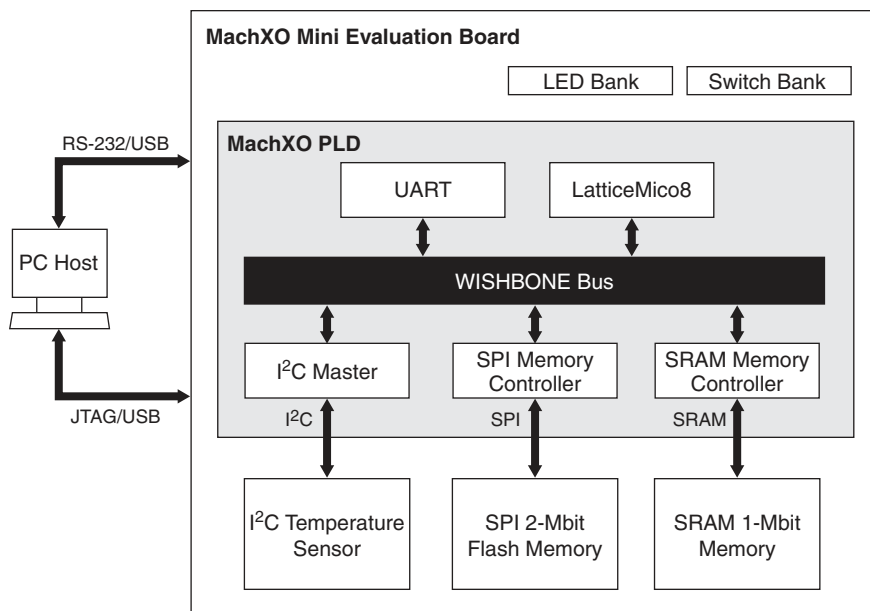 MachXO Mini Evaluation Board
LED Bank
Switch Bank
RS-232/USB
MachXO PLD
UART
LatticeMico8
PC Host
WISHBONE Bus
I²C Master
SPI Memory
Controller
SRAM Memory
Controller
JTAG/USB
I²C
SPI
SRAM
I²C Temperature
Sensor
SPI 2-Mbit
Flash Memory
SRAM 1-Mbit
Memory